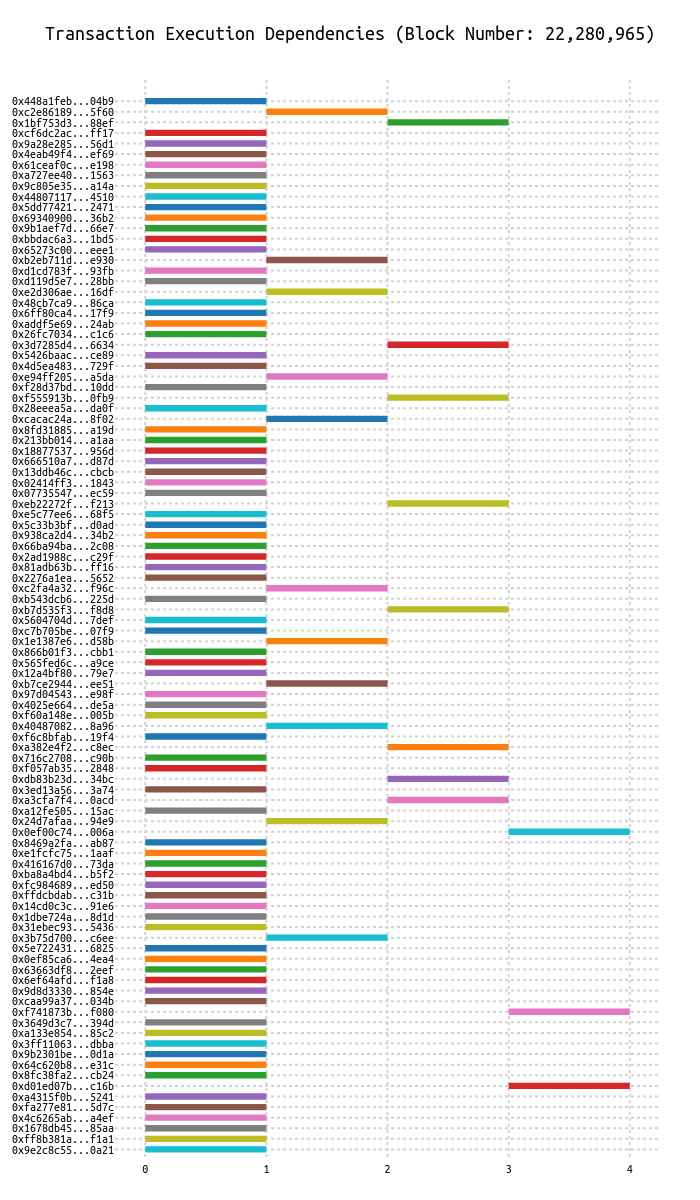 Transaction Execution Dependencies (Block Number: 22,280,965)
0x448a1feb...04b9
0xc2e86189...5f60
0x1bf753d3...88ef
0xcf6dc2ac...ff17
0x9a28e285...56d1
0x4eab49f4...ef69
0x61ceaf0c...e198
0xa727ee40...1563
0x9c805e35...a14a
0x44807117...4510
0x5dd77421...2471
0x69340900...36b2
0x9b1aef7d...66e7
0xbbdac6a3...1bd5
0x65273c00...eee1
0xb2eb711d...e930
0xd1cd783f...93fb
0xd119d5e7...28bb
0xe2d306ae...16df
0x48cb7ca9...86ca
0x6ff80ca4...17f9
0xaddf5e69...24ab
0x26fc7034...c1c6
0x3d7285d4...6634
0x5426baac...ce89
0x4d5ea483...729f
0xe94ff205...a5da
0xf28d37bd...10dd
0xf555913b...0fb9
0x28eeea5a...da0f
0xcacac24a...8f02
0x8fd31885...a19d
0x213bb014...a1aa
0x18877537...956d
0x666510a7...d87d
0x13ddb46c...cbcb
0x02414ff3...1843
0x07735547...ec59
0xeb22272f...f213
0xe5c77ee6...68f5
0x5c33b3bf...d0ad
0x938ca2d4...34b2
0x66ba94ba...2c08
0x2ad1988c...c29f
0x81adb63b...ff16
0x2276a1ea...5652
0xc2fa4a32...f96c
0xb543dcb6...225d
0xb7d535f3...f8d8
0x5604704d...7def
0xc7b705be...07f9
0x1e1387e6...d58b
0x866b01f3...cbb1
0x565fed6c...a9ce
0x12a4bf80...79e7
0xb7ce2944...ee51
0x97d04543...e98f
0x4025e664...de5a
0xf60a148e...005b
0x40487082...8a96
0xf6c8bfab...19f4
0xa382e4f2...c8ec
0x716c2708...c90b
0xf057ab35...2848
0xdb83b23d...34bc
0x3ed13a56...3a74
0xa3cfa7f4...0acd
0xa12fe505...15ac
0x24d7afaa...94e9
0x0ef00c74...006a
0x8469a2fa...ab87
0xe1fcfc75...1aaf
0x416167d0...73da
0xba8a4bd4...b5f2
0xfc984689...ed50
0xffdcbdab...c31b
0x14cd0c3c...91e6
0x1dbe724a...8d1d
0x31ebec93...5436
0x3b75d700...c6ee
0x5e722431...6825
0x0ef85ca6...4ea4
0x63663df8...2eef
0x6ef64afd...f1a8
0x9d8d3330...854e
0xcaa99a37...034b
0xf741873b...f080
0x3649d3c7...394d
0xa133e854...85c2
0x3ff11063...dbba
0x9b2301be...0d1a
0x64c620b8...e31c
0x8fc38fa2...cb24
0xd01ed07b...c16b
0xa4315f0b...5241
0xfa277e81...5d7c
0x4c6265ab...a4ef
0x1678db45...85aa
0xff8b381a...f1a1
0x9e2c8c55...0a21
0 1 2 3 4